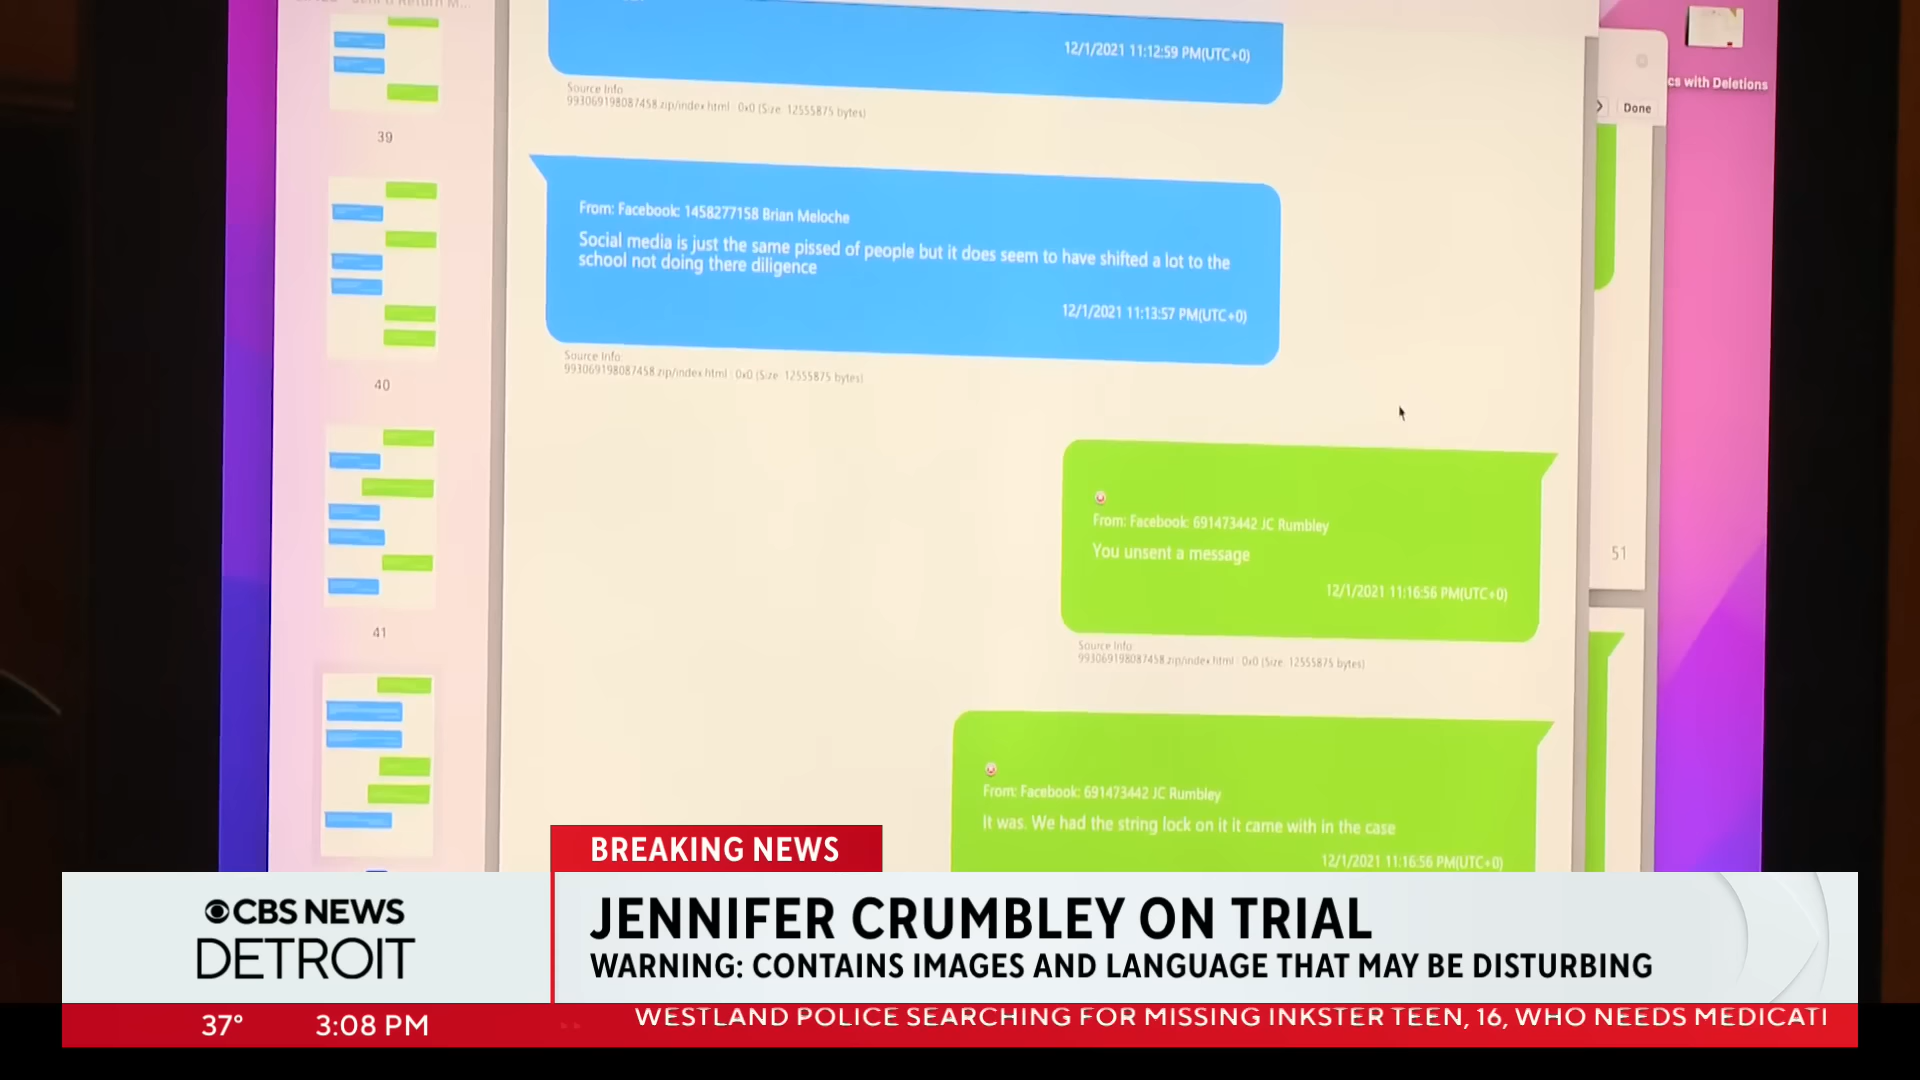 12/1/2021 11:12:59 PM(UTC+0)
Source Info:
993069198087458.zip/index.html : 0x0 (Size: 12555875 bytes)
From: Facebook: 1458277158 Brian Meloche
Social media is just the same pissed of people but it does seem to have shifted a lot to the
school not doing there diligence
12/1/2021 11:13:57 PM(UTC+0)
Source Info:
993069198087458.zip/index.html : 0x0 (Size: 12555875 bytes)
From: Facebook: 691473442 JC Rumbley
You unsent a message
12/1/2021 11:16:56 PM(UTC+0)
Source Info:
993069198087458.zip/index.html : 0x0 (Size: 12555875 bytes)
From: Facebook: 691473442 JC Rumbley
It was. We had the string lock on it it came with in the case
12/1/2021 11:16:56 PM(UTC+0)
39
40
41
cs with Deletions
Done
51
BREAKING NEWS
CBS NEWS
DETROIT
JENNIFER CRUMBLEY ON TRIAL
WARNING: CONTAINS IMAGES AND LANGUAGE THAT MAY BE DISTURBING
37° 3:08 PM
WESTLAND POLICE SEARCHING FOR MISSING INKSTER TEEN, 16, WHO NEEDS MEDICATI